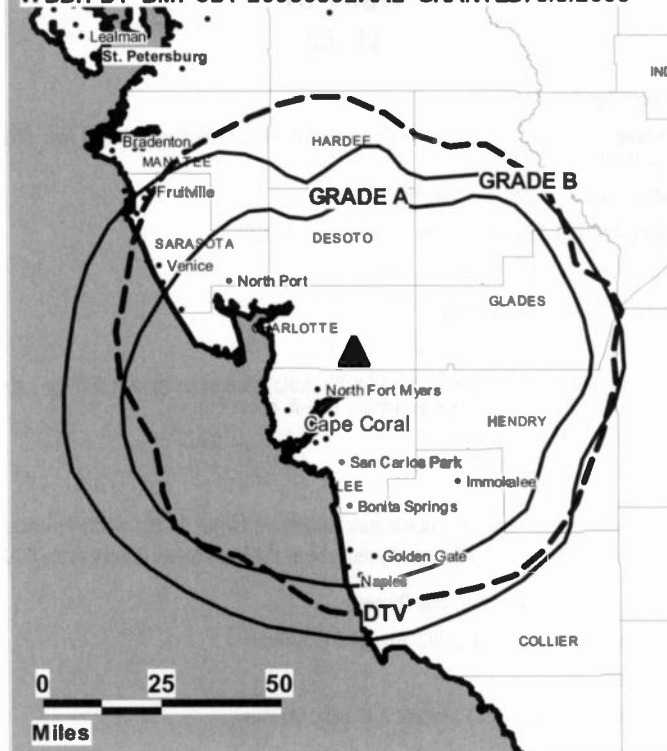 Lealman
St. Petersburg
IND
HARDEE
Bradenton
MANATEE
GRADE B
Fruitville
GRADE A
DESOTO
SARASOTA
Venice
North Port
GLADES
CHARLOTTE
North Fort Myers
Cape Coral
HENDRY
San Carlos Park
LEE
Immokalee
Bonita Springs
Golden Gate
Naples
DTV
COLLIER
0 25 50
Miles